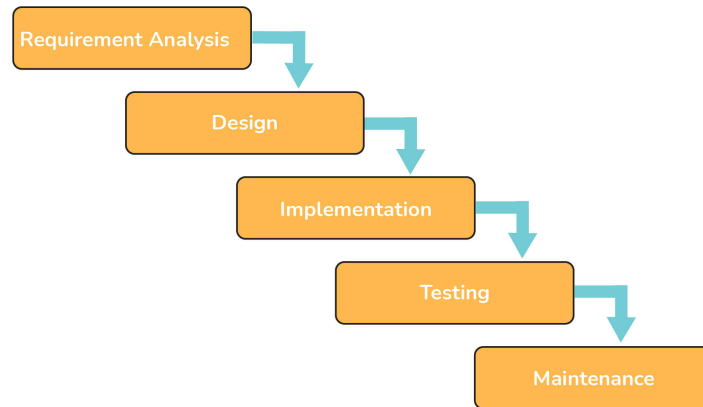 Requirement Analysis
Design
Implementation
Testing
Maintenance